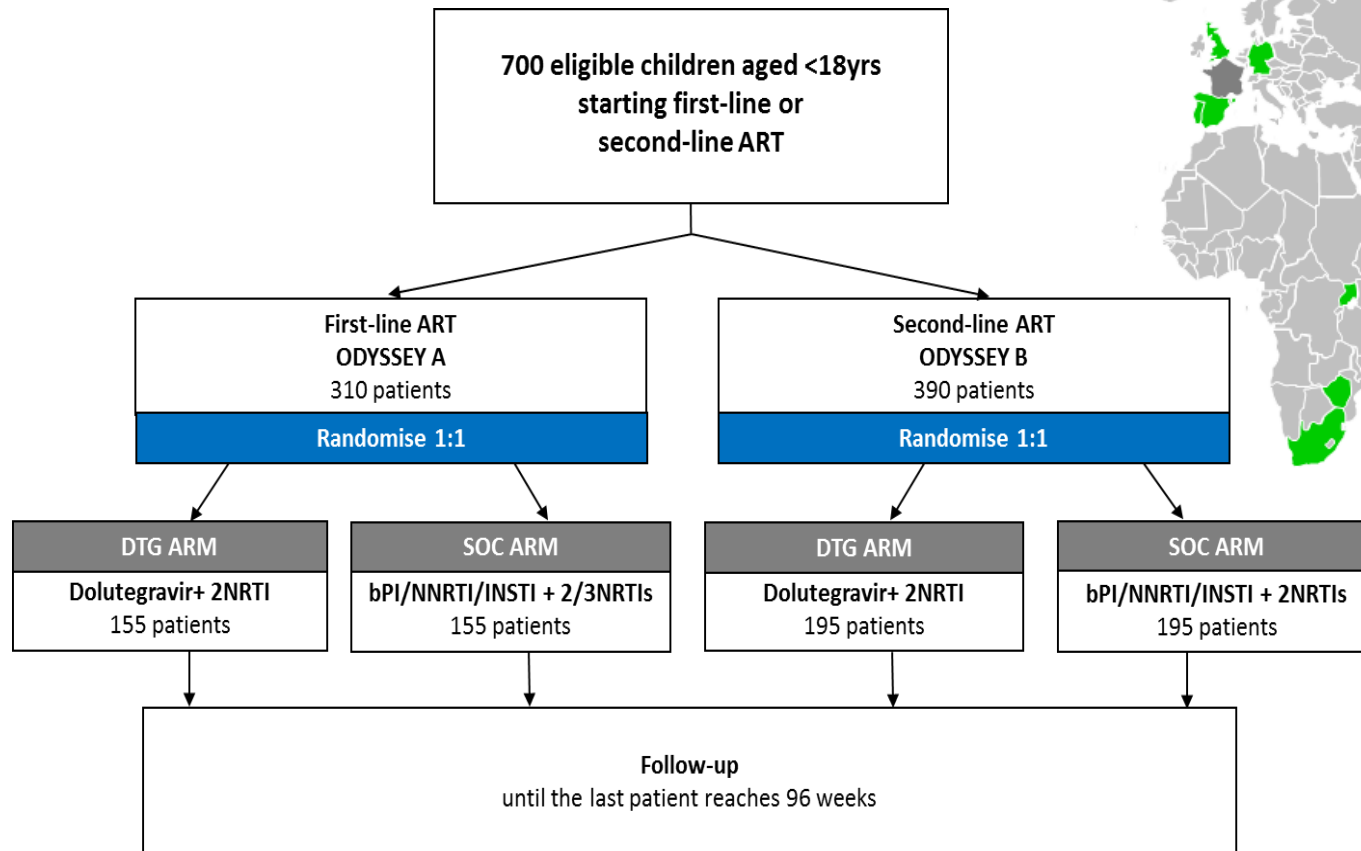 700 eligible children aged <18yrs
starting first-line or
second-line ART
First-line ART
ODYSSEY A
310 patients
Randomise 1:1
Second-line ART
ODYSSEY B
390 patients
Randomise 1:1
DTG ARM
Dolutegravir+ 2NRTI
155 patients
SOC ARM
bPI/NNRTI/INSTI + 2/3NRTIs
155 patients
DTG ARM
Dolutegravir+ 2NRTI
195 patients
SOC ARM
bPI/NNRTI/INSTI + 2NRTIs
195 patients
Follow-up
until the last patient reaches 96 weeks